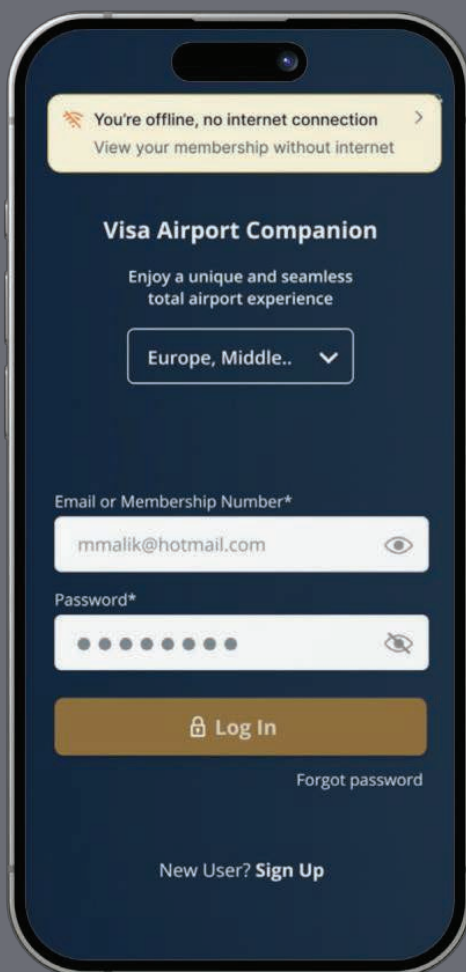 You're offline, no internet connection
View your membership without internet
Visa Airport Companion
Enjoy a unique and seamless
total airport experience
Europe, Middle..
Email or Membership Number*
mmalik@hotmail.com
Password*
Log In
Forgot password
New User? Sign Up